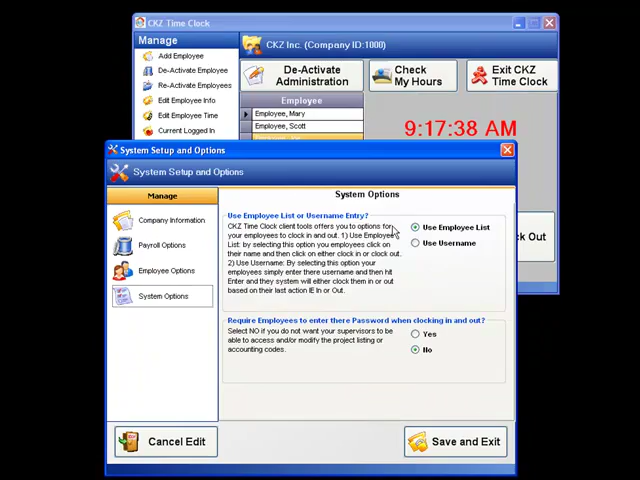 CKZ Time Clock
Manage
CKZ Inc. (Company ID:1000)
Add Employee
De-Activate Employee
Re-Activate Employees
Edit Employee Info
Edit Employee Time
Current Logged In
De-Activate
Administration
Check
My Hours
Exit CKZ
Time Clock
Employee
Employee, Mary
Employee, Scott
9:17:38 AM
ck Out
System Setup and Options
System Setup and Options
Manage
Company Information
Payroll Options
Employee Options
System Options
System Options
Use Employee List or Username Entry?
CKZ Time Clock client tools offers you to options for
your employees to clock in and out. 1) Use Employee
List: by selecting this option you employees click on
their name and then click on either clock in or clock out.
2) Use Username: By selecting this option your
employees simply enter there username and then hit
Enter and they system will either clock them in or out
based on their last action IE In or Out.
Use Employee List
Use Username
Require Employees to enter there Password when clocking in and out?
Select NO if you do not want your supervisors to be
able to access and/or modify the project listing or
accounting codes.
Yes
No
Cancel Edit
Save and Exit